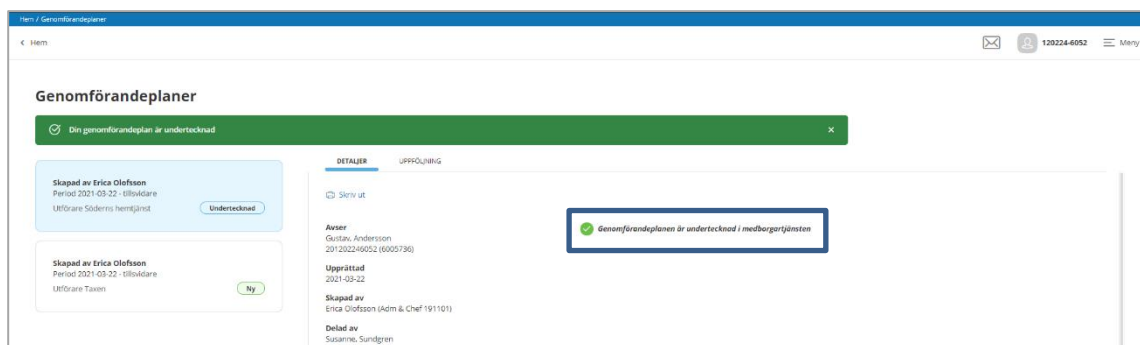 Hem / Genomförandeplaner
Hem
120224-6052
Meny
Genomförandeplaner
Din genomförandeplan är undertecknad
Skapad av Erica Olofsson
Period 2021-03-22 - tillsvidare
Utförare Söderns hemtjänst
Undertecknad
Skapad av Erica Olofsson
Period 2021-03-22 - tillsvidare
Utförare Taxen
Ny
DETALJER UPPFÖLJNING
Skriv ut
Avser
Gustav, Andersson
201202246052 (6005736)
Genomförandeplanen är undertecknad i medborgartjänsten
Upprättad
2021-03-22
Skapad av
Erica Olofsson (Adm & Chef 191101)
Delad av
Susanne, Sundgren